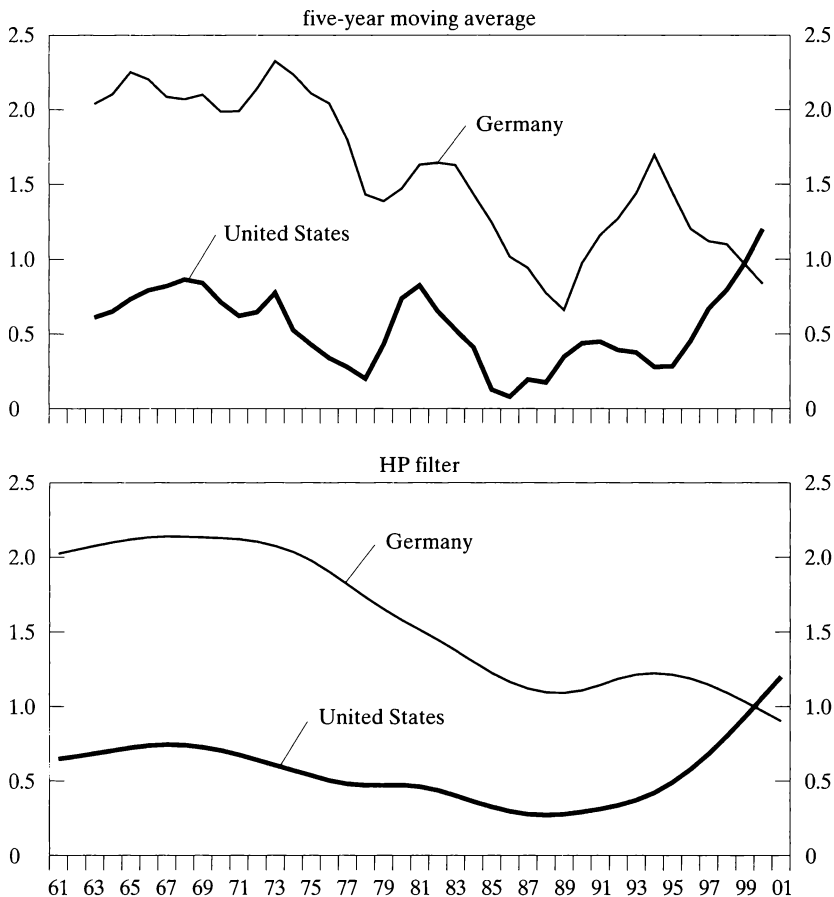 five-year moving average
2.5 2.5
2.0 2.0
Germany
1.5 1.5
United States
1.0 1.0
0.5 0.5
0 0
HP filter
2.5 2.5
Germany
2.0 2.0
1.5 1.5
United States
1.0 1.0
0.5 0.5
0 0
61 63 65 67 69 71 73 75 77 79 81 83 85 87 89 91 93 95 97 99 01